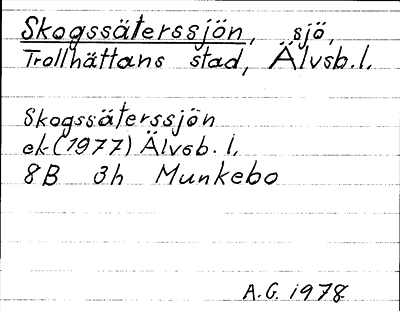 Skogssäterssjön, sjö,
Trollhättans stad, Älvsb.l.
Skogssäterssjön
ek (1977) Älvsb. l.
8B 3h Munkebo
A.G. 1978